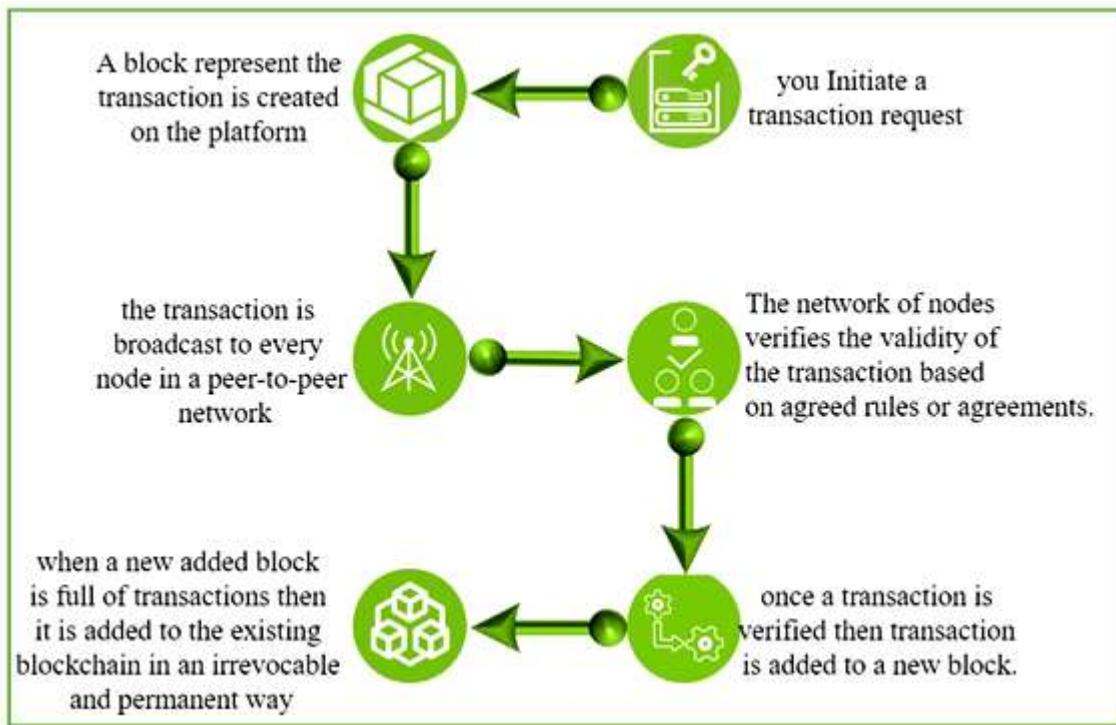 you Initiate a
transaction request
A block represent the
transaction is created
on the platform
the transaction is
broadcast to every
node in a peer-to-peer
network
The network of nodes
verifies the validity of
the transaction based
on agreed rules or agreements.
once a transaction is
verified then transaction
is added to a new block.
when a new added block
is full of transactions then
it is added to the existing
blockchain in an irrevocable
and permanent way